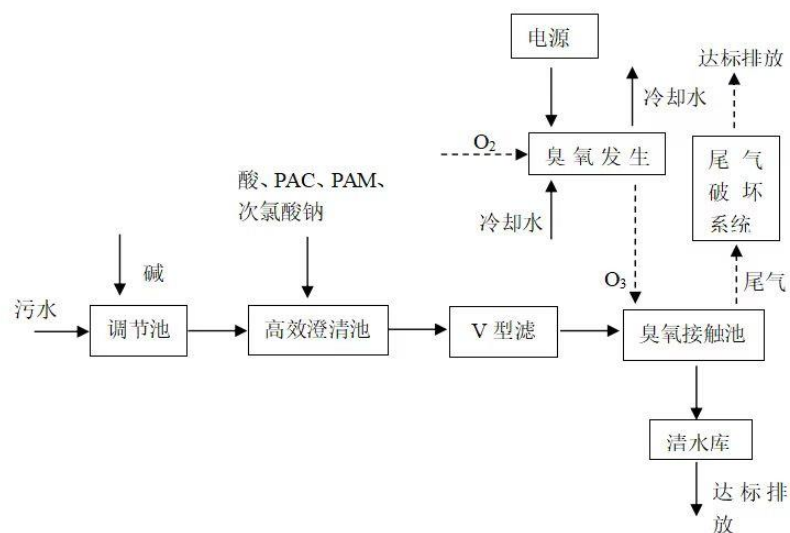 电源
达标排放
冷却水
O₂
臭氧发生
尾气
破坏
系统
酸、PAC、PAM、
次氯酸钠
冷却水
碱
O₃
尾气
污水
调节池
高效澄清池
V 型滤
臭氧接触池
洁水库
达标排
放